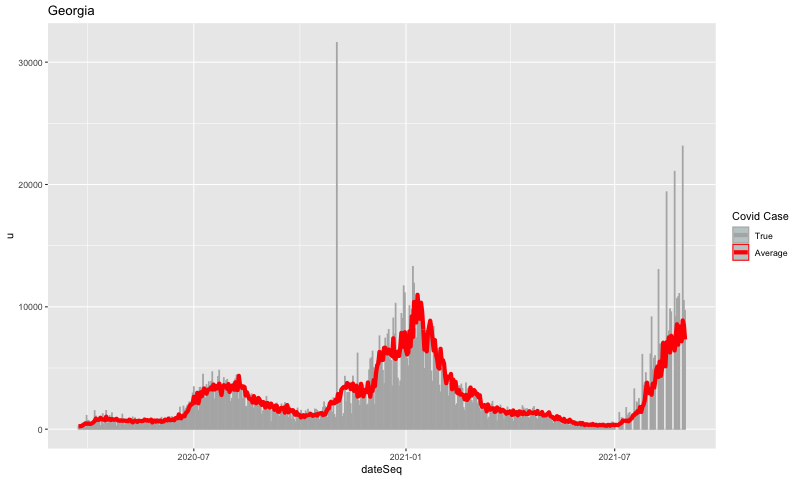 Georgia
30000
20000
10000
0
u
2020-07
2021-01
2021-07
dateSeq
Covid Case
True
Average